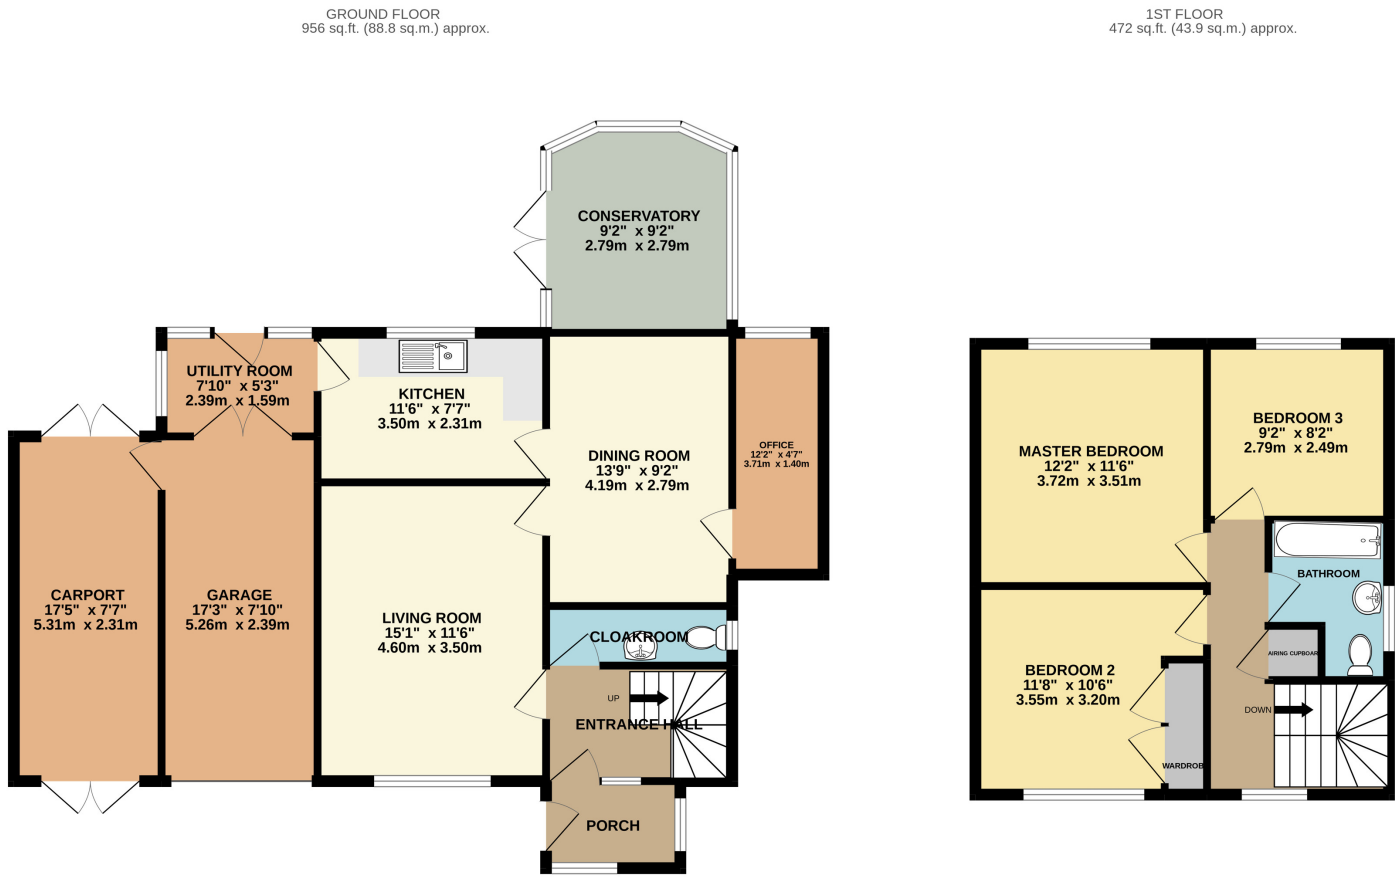 GROUND FLOOR
956 sq.ft. (88.8 sq.m.) approx.
1ST FLOOR
472 sq.ft. (43.9 sq.m.) approx.
CONSERVATORY
9'2" x 9'2"
2.79m x 2.79m
UTILITY ROOM
7'10" x 5'3"
2.39m x 1.59m
KITCHEN
11'6" x 7'7"
3.50m x 2.31m
DINING ROOM
13'9" x 9'2"
4.19m x 2.79m
OFFICE
12'2" x 4'7"
3.71m x 1.40m
CARPORT
17'5" x 7'7"
5.31m x 2.31m
GARAGE
17'3" x 7'10"
5.26m x 2.39m
LIVING ROOM
15'1" x 11'6"
4.60m x 3.50m
CLOAKROOM
UP
ENTRANCE HALL
PORCH
MASTER BEDROOM
12'2" x 11'6"
3.72m x 3.51m
BEDROOM 3
9'2" x 8'2"
2.79m x 2.49m
BATHROOM
AIRING CUPBOAR
BEDROOM 2
11'8" x 10'6"
3.55m x 3.20m
DOWN
WARDROB